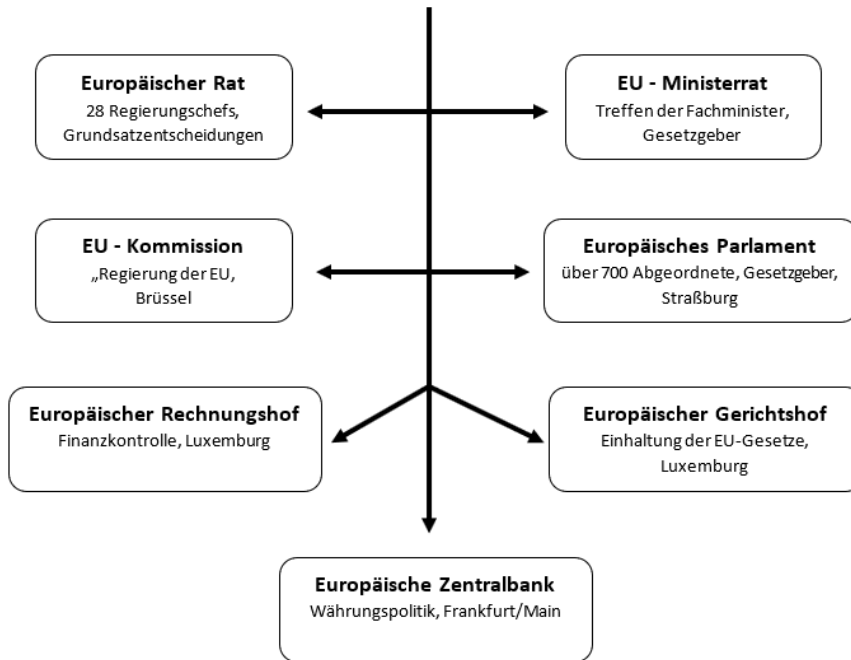 Europäischer Rat
28 Regierungschefs,
Grundsatzentscheidungen
EU - Ministerrat
Treffen der Fachminister,
Gesetzgeber
EU - Kommission
„Regierung der EU,
Brüssel
Europäisches Parlament
über 700 Abgeordnete, Gesetzgeber,
Straßburg
Europäischer Rechnungshof
Finanzkontrolle, Luxemburg
Europäischer Gerichtshof
Einhaltung der EU-Gesetze,
Luxemburg
Europäische Zentralbank
Währungspolitik, Frankfurt/Main